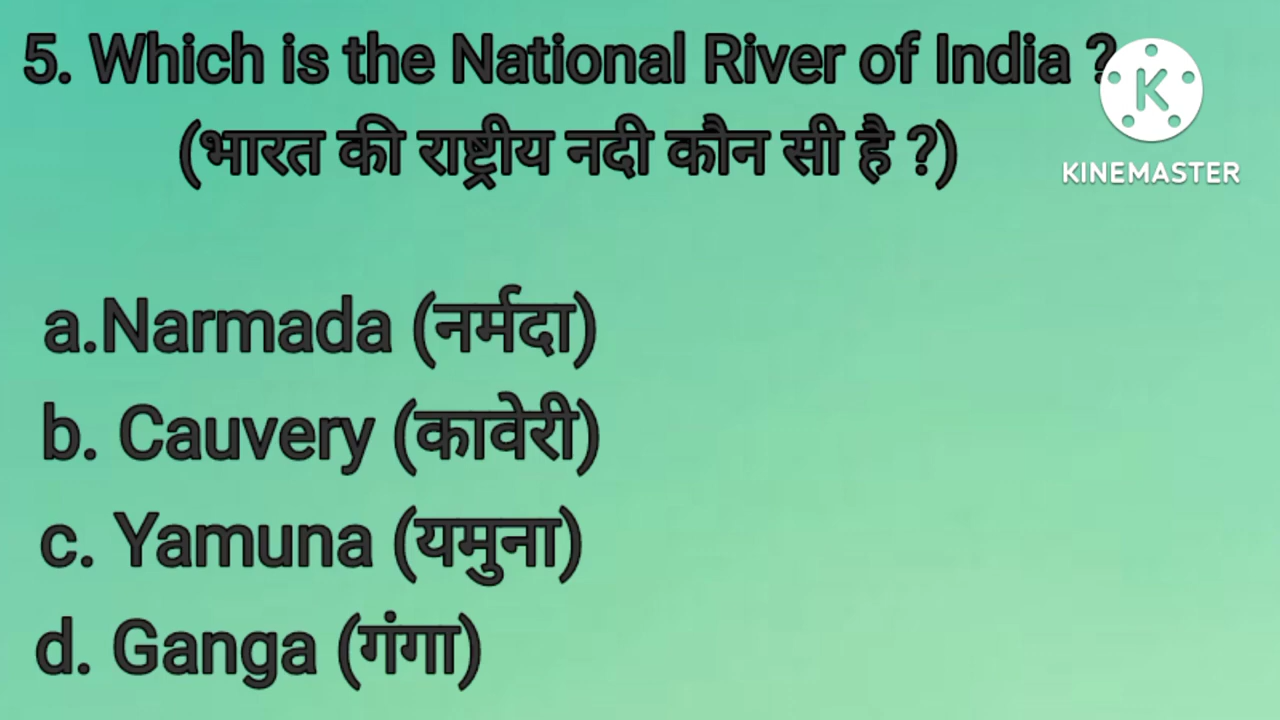 5. Which is the National River of India ?
(भारत की राष्ट्रीय नदी कौन सी है ?)
K
KINEMASTER
a.Narmada (नर्मदा)
b. Cauvery (कावेरी)
c. Yamuna (यमुना)
d. Ganga (गंगा)